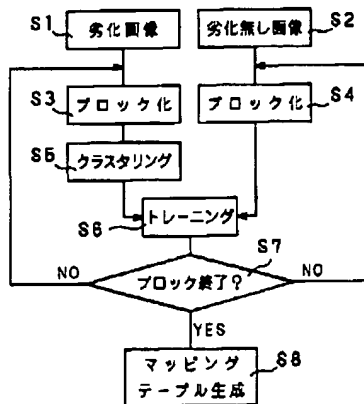 S1 劣化画像
劣化無し画像 S2
S3 ブロック化
ブロック化 S4
S5 クラスタリング
トレーニング
S6
S7
ブロック終了?
NO
NO
YES
マッピング
テーブル生成
S8